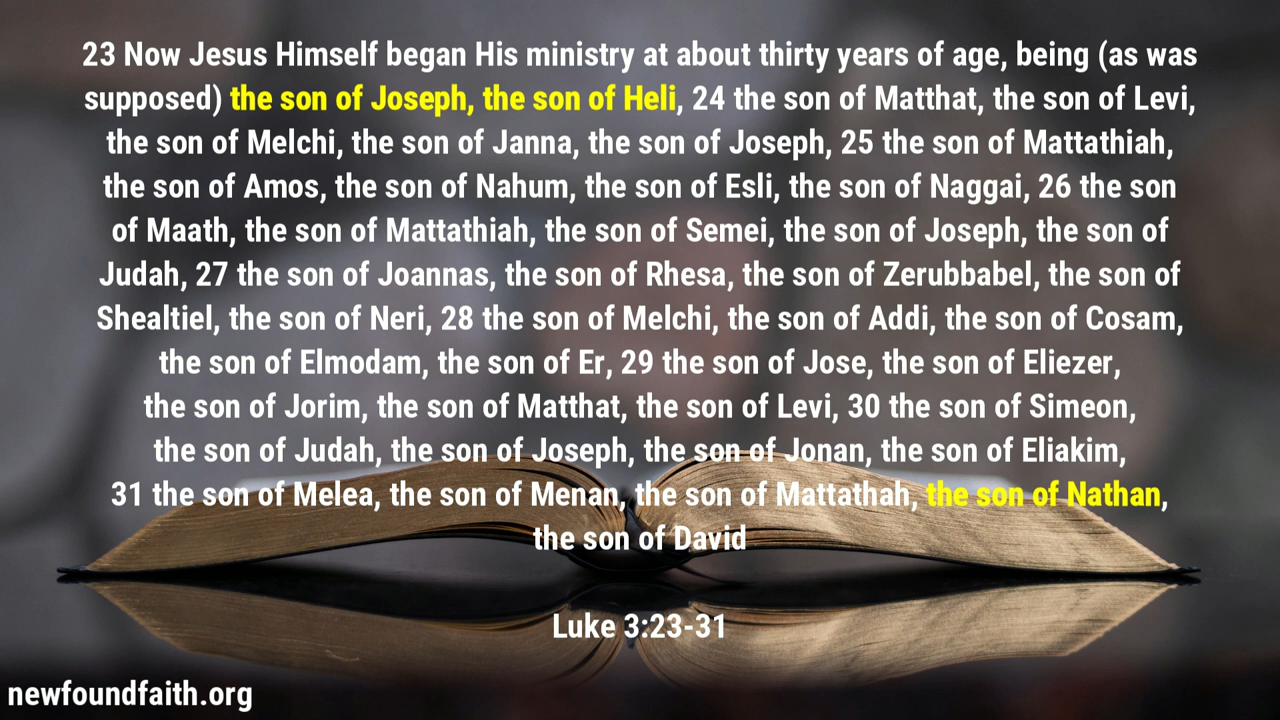 23 Now Jesus Himself began His ministry at about thirty years of age, being (as was
supposed) the son of Joseph, the son of Heli, 24 the son of Matthat, the son of Levi,
the son of Melchi, the son of Janna, the son of Joseph, 25 the son of Mattathiah,
the son of Amos, the son of Nahum, the son of Esli, the son of Naggai, 26 the son
of Maath, the son of Mattathiah, the son of Semei, the son of Joseph, the son of
Judah, 27 the son of Joannas, the son of Rhesa, the son of Zerubbabel, the son of
Shealtiel, the son of Neri, 28 the son of Melchi, the son of Addi, the son of Cosam,
the son of Elmodam, the son of Er, 29 the son of Jose, the son of Eliezer,
the son of Jorim, the son of Matthat, the son of Levi, 30 the son of Simeon,
the son of Judah, the son of Joseph, the son of Jonan, the son of Eliakim,
31 the son of Melea, the son of Menan, the son of Mattathah, the son of Nathan,
the son of David
Luke 3:23-31
newfoundfaith.org